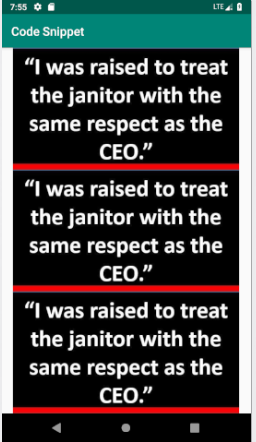 7:55 LTE
Code Snippet
“I was raised to treat
the janitor with the
same respect as the
CEO.”
“I was raised to treat
the janitor with the
same respect as the
CEO.”
“I was raised to treat
the janitor with the
same respect as the
CEO.”